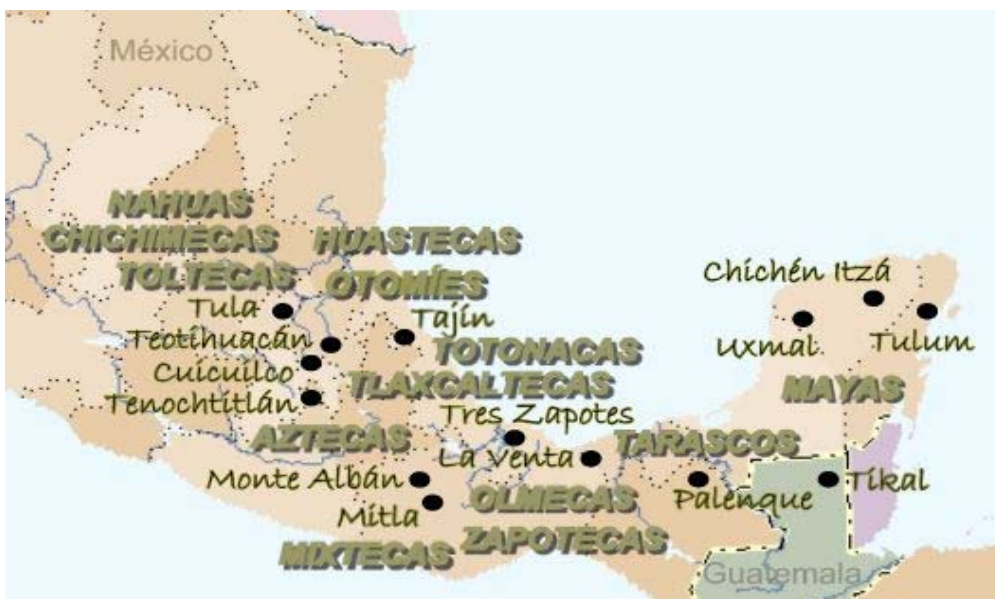 México
NAHUAS
CHICHIMECAS
HUASTECAS
TOLTECAS
OTOMÍES
Chichén Itzá
Tula
Tajín
Teotihuacán
TOTONACAS
Uxmal
Tulum
Cuicuilco
TLAXCALTECAS
MAYAS
Tenochtitlán
Tres Zapotes
AZTECAS
TARASCOS
La Venta
Monte Albán
OLMECAS
Palenque
Tikal
Mitla
ZAPOTECAS
MIXTECAS
Guatemala